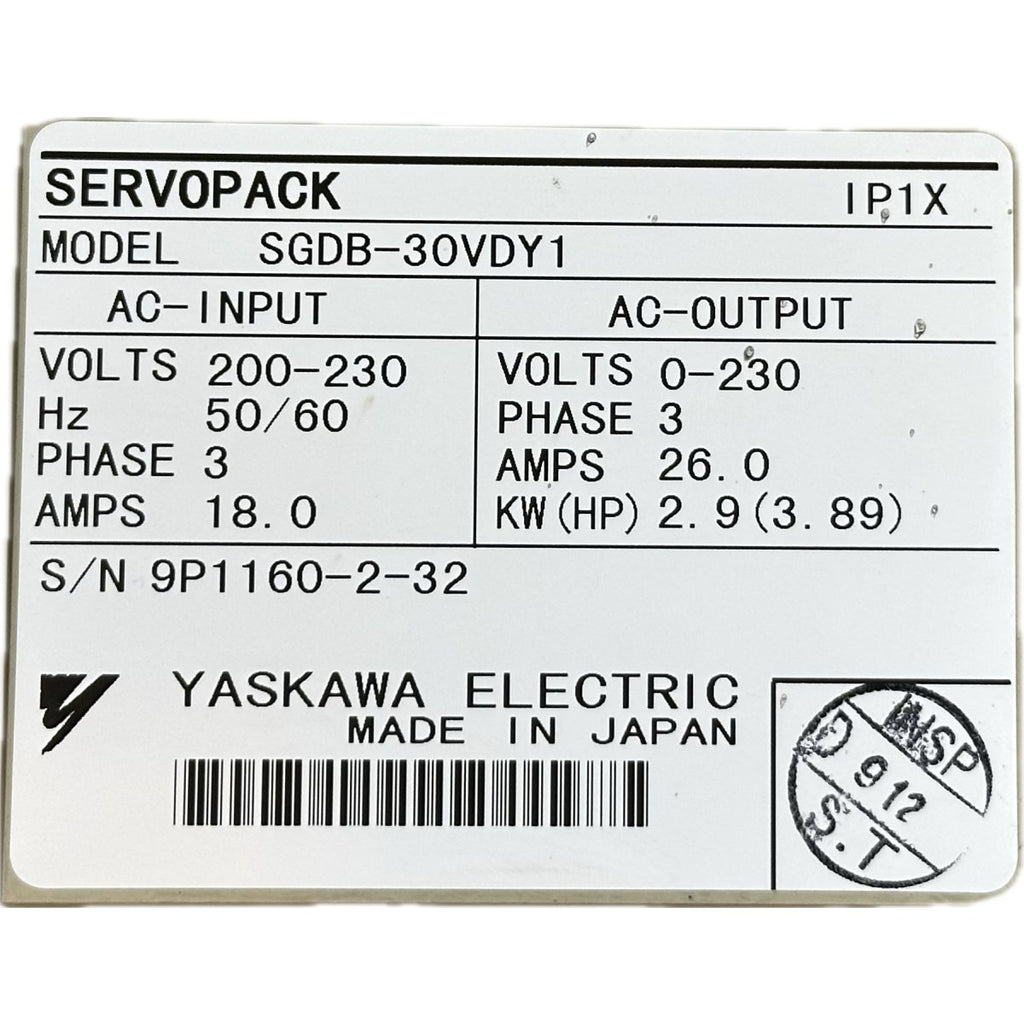 SERVOPACK IP1X
MODEL SGDB-30VDY1
AC-INPUT AC-OUTPUT
VOLTS 200-230 VOLTS 0-230
Hz 50/60 PHASE 3
PHASE 3 AMPS 26.0
AMPS 18.0 KW(HP) 2.9(3.89)
S/N 9P1160-2-32
YASKAWA ELECTRIC
MADE IN JAPAN
INSP
D 9 12
S.T